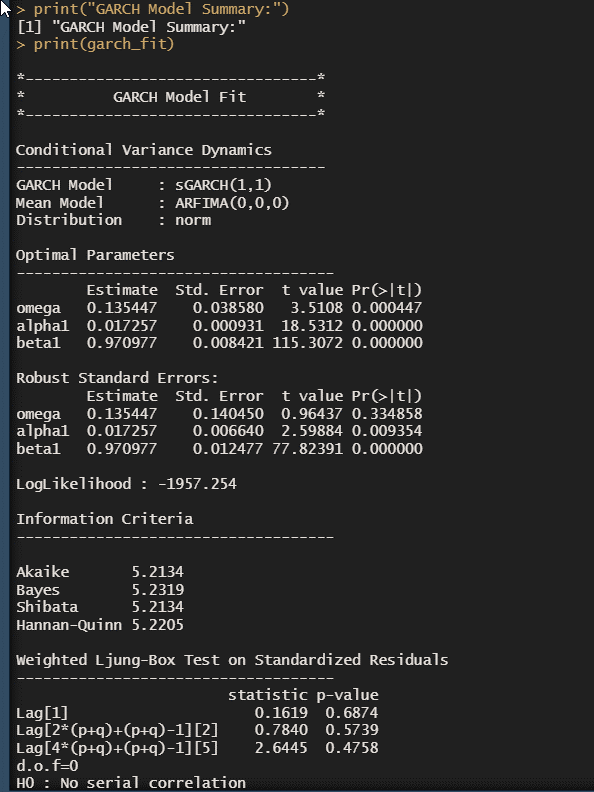 > print("GARCH Model Summary:")
[1] "GARCH Model Summary:"
> print(garch_fit)
*---------------------------------*
*          GARCH Model Fit        *
*---------------------------------*
Conditional Variance Dynamics
-----------------------------------
GARCH Model     : sGARCH(1,1)
Mean Model      : ARFIMA(0,0,0)
Distribution    : norm
Optimal Parameters
------------------------------------
        Estimate  Std. Error  t value Pr(>|t|)
omega   0.135447    0.038580   3.5108 0.000447
alpha1  0.017257    0.000931  18.5312 0.000000
beta1   0.970977    0.008421 115.3072 0.000000
Robust Standard Errors:
        Estimate  Std. Error  t value Pr(>|t|)
omega   0.135447    0.140450  0.96437 0.334858
alpha1  0.017257    0.006640  2.59884 0.009354
beta1   0.970977    0.012477 77.82391 0.000000
LogLikelihood : -1957.254
Information Criteria
------------------------------------
Akaike       5.2134
Bayes        5.2319
Shibata      5.2134
Hannan-Quinn 5.2205
Weighted Ljung-Box Test on Standardized Residuals
------------------------------------
                        statistic p-value
Lag[1]                     0.1619  0.6874
Lag[2*(p+q)+(p+q)-1][2]    0.7840  0.5739
Lag[4*(p+q)+(p+q)-1][5]    2.6445  0.4758
d.o.f=0
H0 : No serial correlation